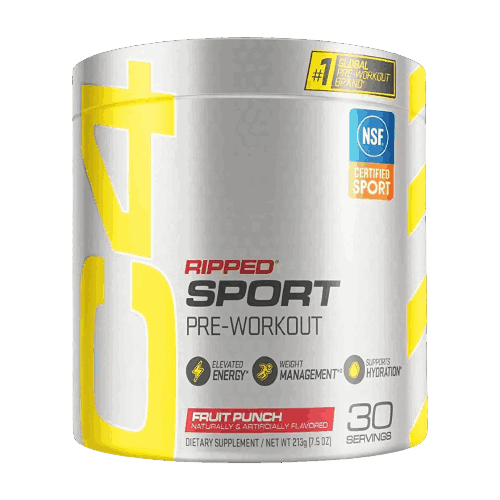 C4
#1 GLOBAL
PRE-WORKOUT
BRAND
NSF
CERTIFIED
SPORT
RIPPED
SPORT
PRE-WORKOUT
ELEVATED
ENERGY*
WEIGHT
MANAGEMENT*
SUPPORTS
HYDRATION*
FRUIT PUNCH
NATURALLY & ARTIFICIALLY FLAVORED
DIETARY SUPPLEMENT / NET WT 213g (7.5 OZ)
30
SERVINGS